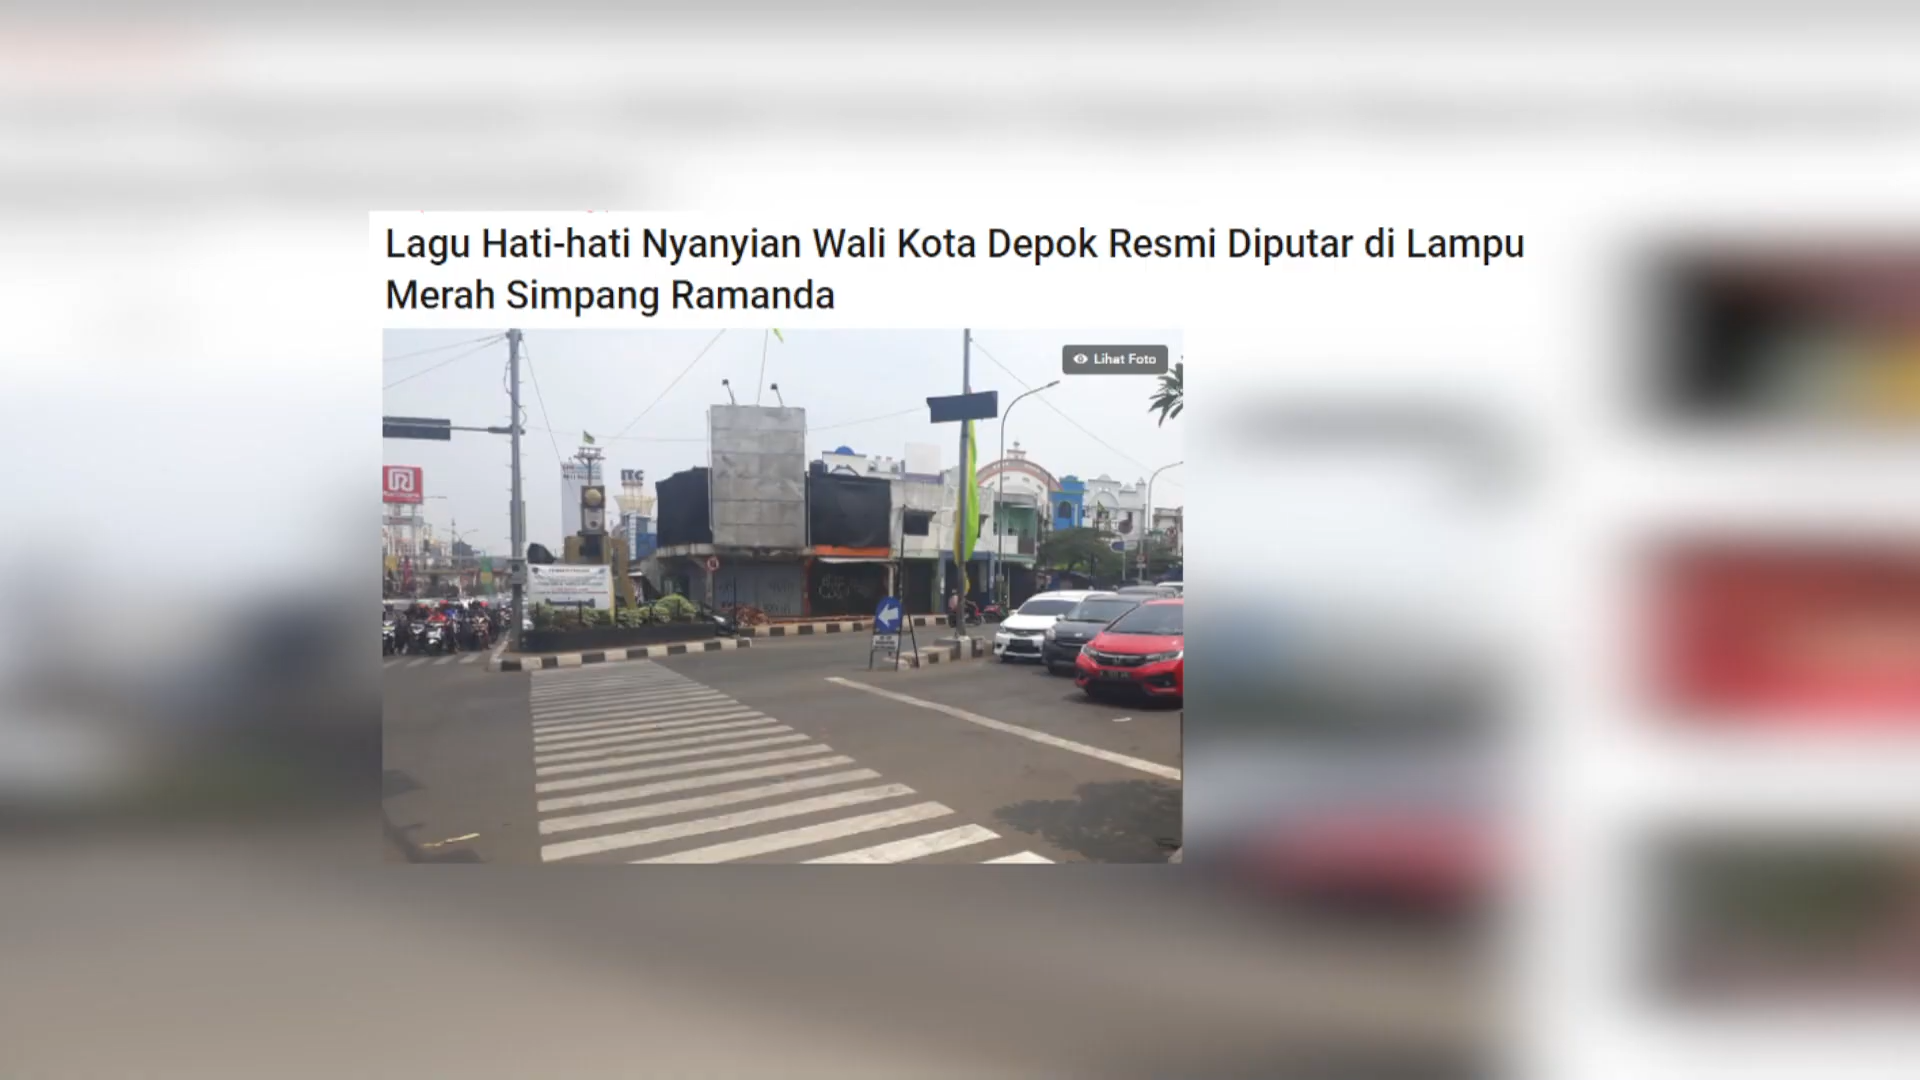 Lagu Hati-hati Nyanyian Wali Kota Depok Resmi Diputar di Lampu
Merah Simpang Ramanda
Lihat Foto
ITC